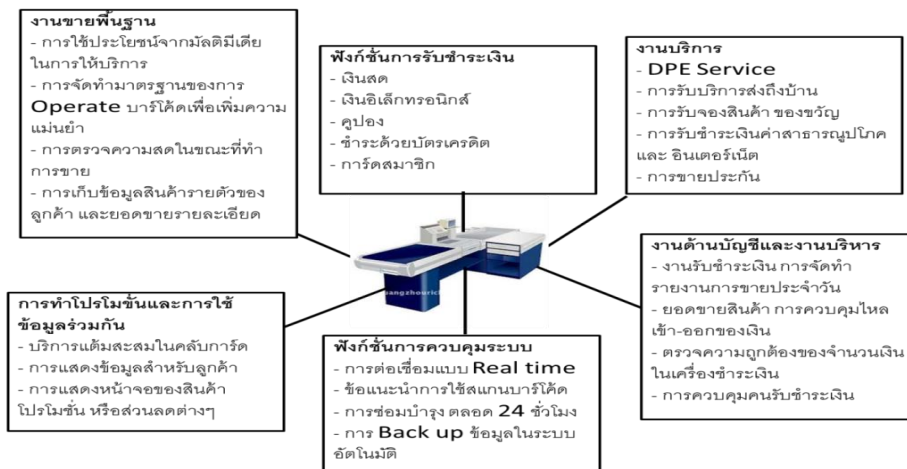 งานขายพื้นฐาน
- การใช้ประโยชน์จากมัลติมีเดีย
ในการให้บริการ
- การจัดทำมาตรฐานของการ
Operate บาร์โค้ดเพื่อเพิ่มความ
แม่นยำ
- การตรวจความสดในขณะที่ทำ
การขาย
- การเก็บข้อมูลสินค้ารายตัวของ
ลูกค้า และยอดขายรายละเอียด
ฟังก์ชั่นการรับชำระเงิน
- เงินสด
- เงินอิเล็กทรอนิกส์
- คูปอง
- ชำระด้วยบัตรเครดิต
- การ์ดสมาชิก
งานบริการ
- DPE Service
- การรับบริการส่งถึงบ้าน
- การรับจองสินค้า ของขวัญ
- การรับชำระเงินค่าสาธารณูปโภค
และ อินเตอร์เน็ต
- การขายประกัน
การทำโปรโมชั่นและการใช้
ข้อมูลร่วมกัน
- บริการแต้มสะสมในคลับการ์ด
- การแสดงข้อมูลสำหรับลูกค้า
- การแสดงหน้าจอของสินค้า
โปรโมชั่น หรือส่วนลดต่างๆ
ฟังก์ชั่นการควบคุมระบบ
- การต่อเชื่อมแบบ Real time
- ข้อแนะนำการใช้สแกนบาร์โค้ด
- การซ่อมบำรุง ตลอด 24 ชั่วโมง
- การ Back up ข้อมูลในระบบ
อัตโนมัติ
งานด้านบัญชีและงานบริหาร
- งานรับชำระเงิน การจัดทำ
รายงานการขายประจำวัน
- ยอดขายสินค้า การควบคุมไหล
เข้า-ออกของเงิน
- ตรวจความถูกต้องของจำนวนเงิน
ในเครื่องชำระเงิน
- การควบคุมคนรับชำระเงิน